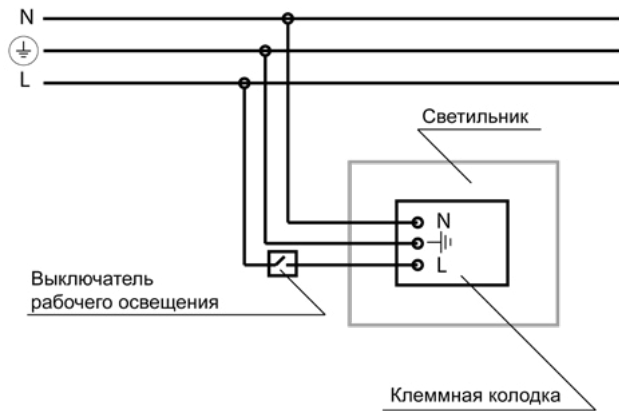 N
L
Светильник
N
L
Выключатель
рабочего освещения
Клеммная колодка